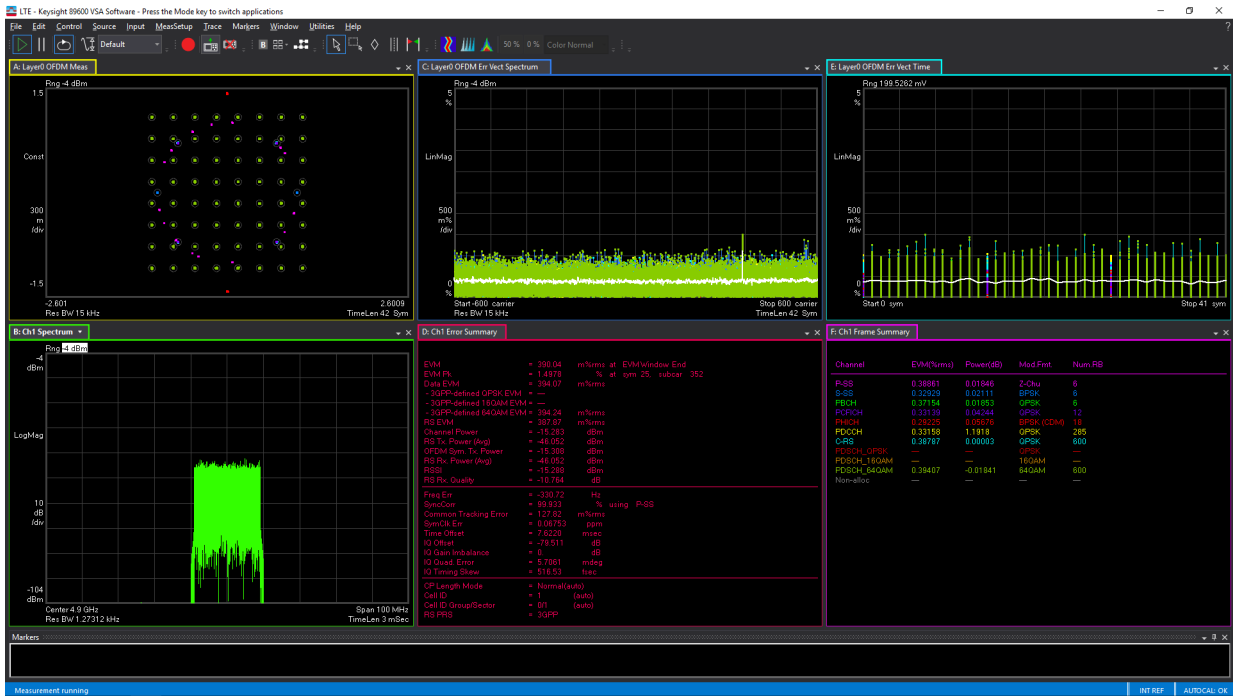 LTE - Keysight 89600 VSA Software - Press the Mode key to switch applications
File Edit Control Source Input MeasSetup Trace Markers Window Utilities Help
Default
B
50 % 0 % Color Normal
A: Layer0 OFDM Meas
Rng -4 dBm
1.5
Const
300
m
/div
-1.5
-2.601 2.6009
Res BW 15 kHz TimeLen 42 Sym
C: Layer0 OFDM Err Vect Spectrum
Rng -4 dBm
5
%
LinMag
500
m%
/div
0
%
Start -600 carrier Stop 600 carrier
Res BW 15 kHz TimeLen 42 Sym
E: Layer0 OFDM Err Vect Time
Rng 199.5262 mV
5
%
LinMag
500
m%
/div
0
%
Start 0 sym Stop 41 sym
B: Ch1 Spectrum
Rng -4 dBm
-4
dBm
LogMag
10
dB
/div
-104
dBm
Center 4.9 GHz Span 100 MHz
Res BW 1.27312 kHz TimeLen 3 mSec
D: Ch1 Error Summary
EVM = 390.04 m%rms at EVMWindow End
EVM Pk = 1.4978 % at sym 25, subcar 352
Data EVM = 394.07 m%rms
- 3GPP-defined QPSK EVM = —
- 3GPP-defined 16QAM EVM = —
- 3GPP-defined 64QAM EVM = 394.24 m%rms
RS EVM = 387.87 m%rms
Channel Power = -15.283 dBm
RS Tx. Power (Avg) = -46.052 dBm
OFDM Sym. Tx. Power = -15.308 dBm
RS Rx. Power (Avg) = -46.052 dBm
RSSI = -15.288 dBm
RS Rx. Quality = -10.764 dB
Freq Err = -330.72 Hz
SyncCorr = 99.933 % using P-SS
Common Tracking Error = 127.82 m%rms
SymClk Err = 0.06753 ppm
Time Offset = 7.6220 msec
IQ Offset = -79.511 dB
IQ Gain Imbalance = 0. dB
IQ Quad. Error = 5.7061 mdeg
IQ Timing Skew = 516.53 fsec
CP Length Mode = Normal(auto)
Cell ID = 1 (auto)
Cell ID Group/Sector = 0/1 (auto)
RS PRS = 3GPP
F: Ch1 Frame Summary
Channel EVM(%rms) Power(dB) Mod.Fmt. Num RB
P-SS 0.38861 0.01846 Z-Chu 6
S-SS 0.32929 0.02111 BPSK 6
PBCH 0.37154 0.01853 QPSK 6
PCFICH 0.33139 0.04244 QPSK 12
PHICH 0.29225 0.05676 BPSK (CDM) 18
PDCCH 0.33158 1.1918 QPSK 285
C-RS 0.38787 0.00003 QPSK 600
PDSCH_QPSK — — QPSK —
PDSCH_16QAM — — 16QAM —
PDSCH_64QAM 0.39407 -0.01841 64QAM 600
Non-alloc — — — —
Markers
Measurement running INT REF AUTOCAL: OK